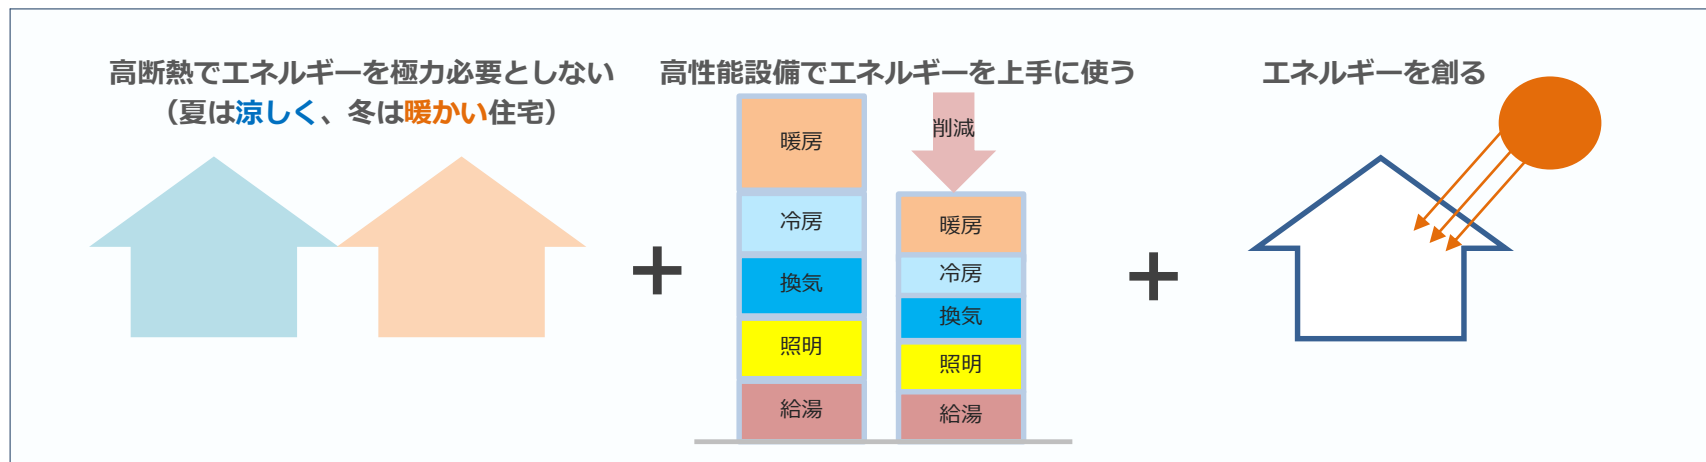 高断熱でエネルギーを極力必要としない
（夏は涼しく、冬は暖かい住宅）
高性能設備でエネルギーを上手に使う
暖房
冷房
換気
照明
給湯
削減
暖房
冷房
換気
照明
給湯
エネルギーを創る